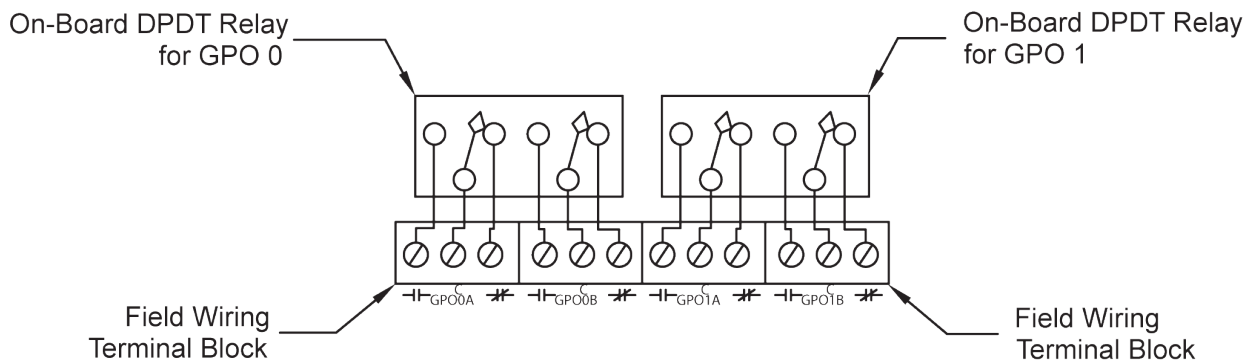 On-Board DPDT Relay
for GPO 0
On-Board DPDT Relay
for GPO 1
C
GPO0A
C
GPO0B
C
GPO1A
C
GPO1B
Field Wiring
Terminal Block
Field Wiring
Terminal Block